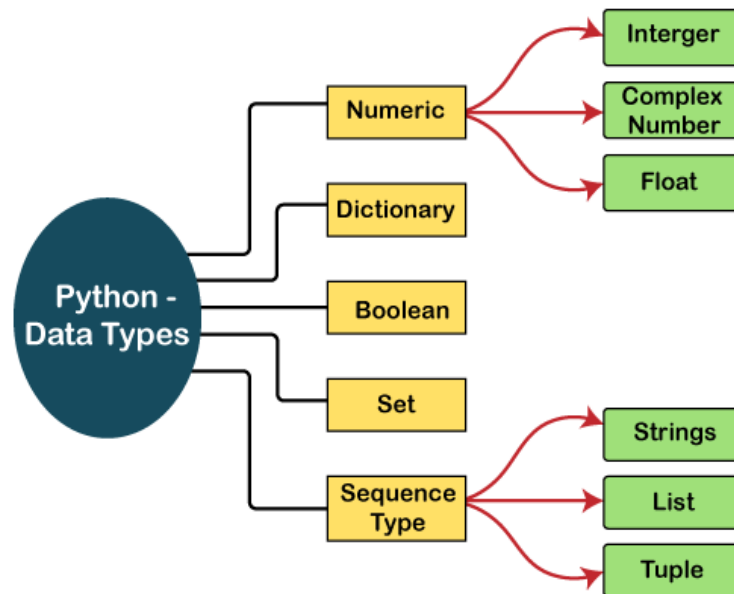 Python -
Data Types
Numeric
Dictionary
Boolean
Set
Sequence
Type
Interger
Complex
Number
Float
Strings
List
Tuple